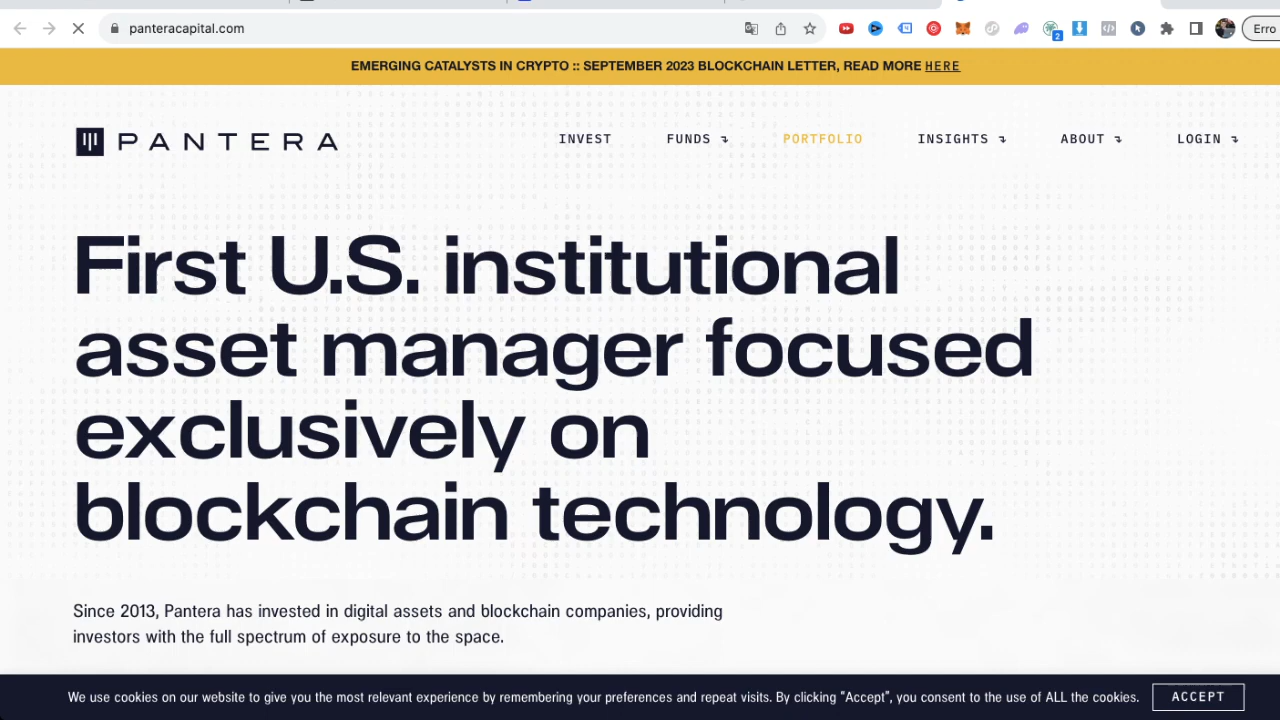 panteracapital.com
2
Erro
EMERGING CATALYSTS IN CRYPTO :: SEPTEMBER 2023 BLOCKCHAIN LETTER, READ MORE HERE
PANTERA
INVEST FUNDS PORTFOLIO INSIGHTS ABOUT LOGIN
First U.S. institutional
asset manager focused
exclusively on
blockchain technology.
Since 2013, Pantera has invested in digital assets and blockchain companies, providing
investors with the full spectrum of exposure to the space.
We use cookies on our website to give you the most relevant experience by remembering your preferences and repeat visits. By clicking "Accept", you consent to the use of ALL the cookies.
ACCEPT